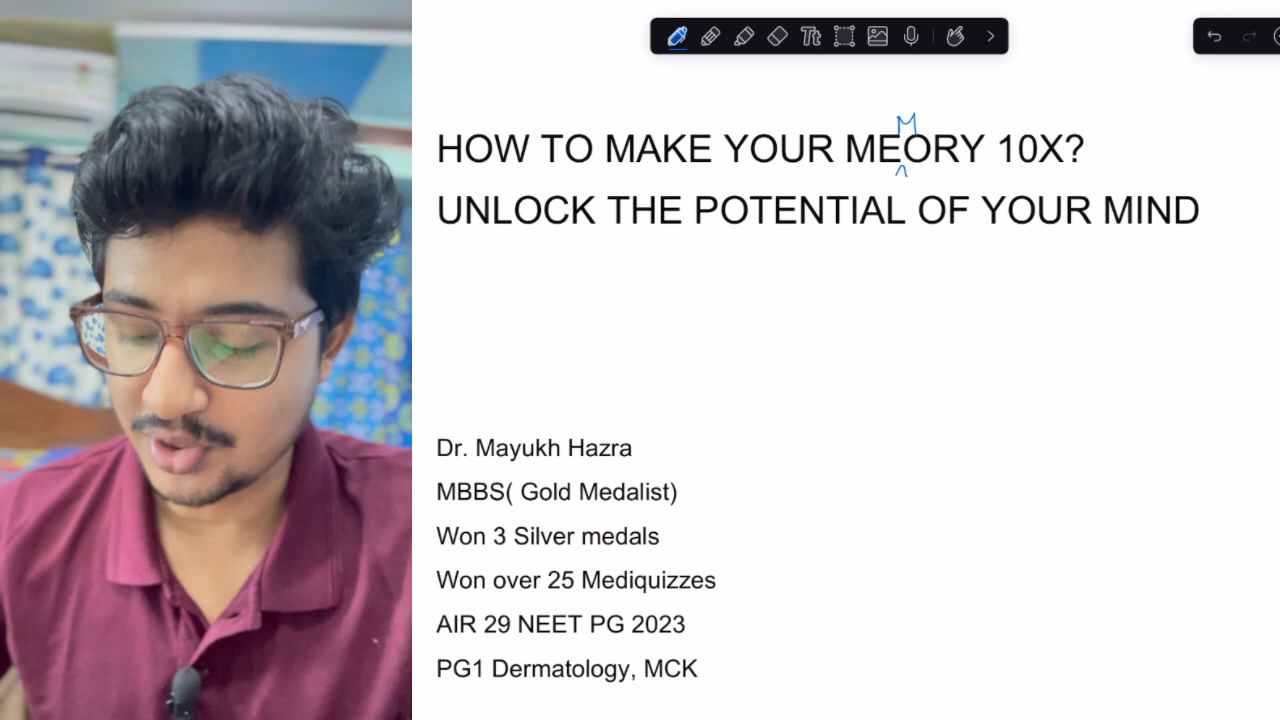 Tt
M
HOW TO MAKE YOUR MEORY 10X?
UNLOCK THE POTENTIAL OF YOUR MIND
Dr. Mayukh Hazra
MBBS( Gold Medalist)
Won 3 Silver medals
Won over 25 Mediquizzes
AIR 29 NEET PG 2023
PG1 Dermatology, MCK